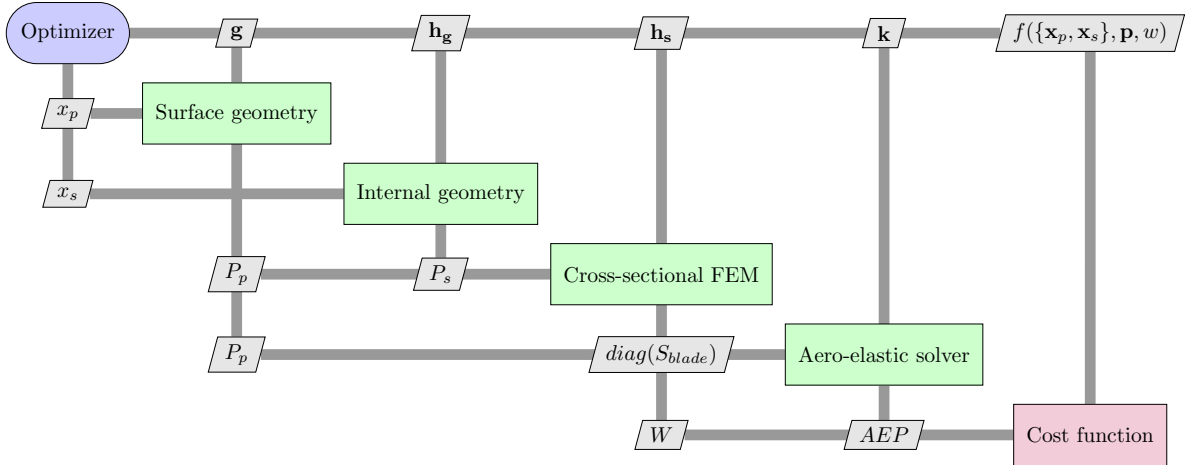 Optimizer g h_g h_s k f({x_p, x_s}, p, w)
x_p Surface geometry
x_s Internal geometry
P_p P_s Cross-sectional FEM
P_p diag(S_blade) Aero-elastic solver
W AEP Cost function